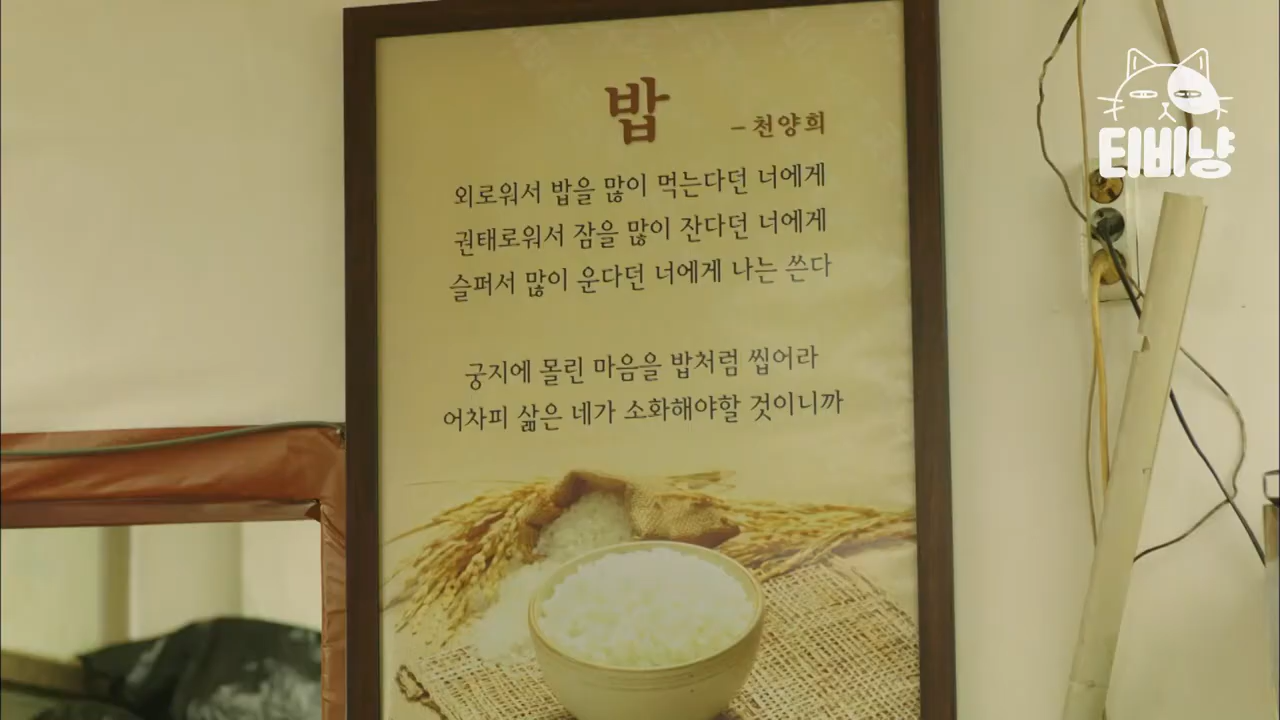 티비냥
밥
– 천양희
외로워서 밥을 많이 먹는다던 너에게
권태로워서 잠을 많이 잔다던 너에게
슬퍼서 많이 운다던 너에게 나는 쓴다
궁지에 몰린 마음을 밥처럼 씹어라
어차피 삶은 네가 소화해야할 것이니까